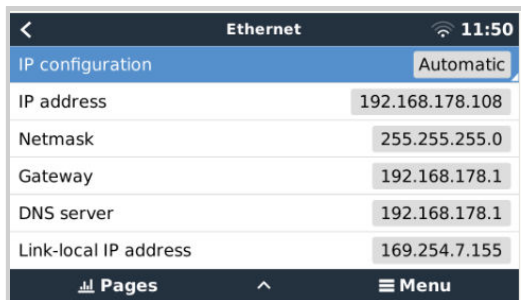 Ethernet 11:50
IP configuration Automatic
IP address 192.168.178.108
Netmask 255.255.255.0
Gateway 192.168.178.1
DNS server 192.168.178.1
Link-local IP address 169.254.7.155
Pages Menu